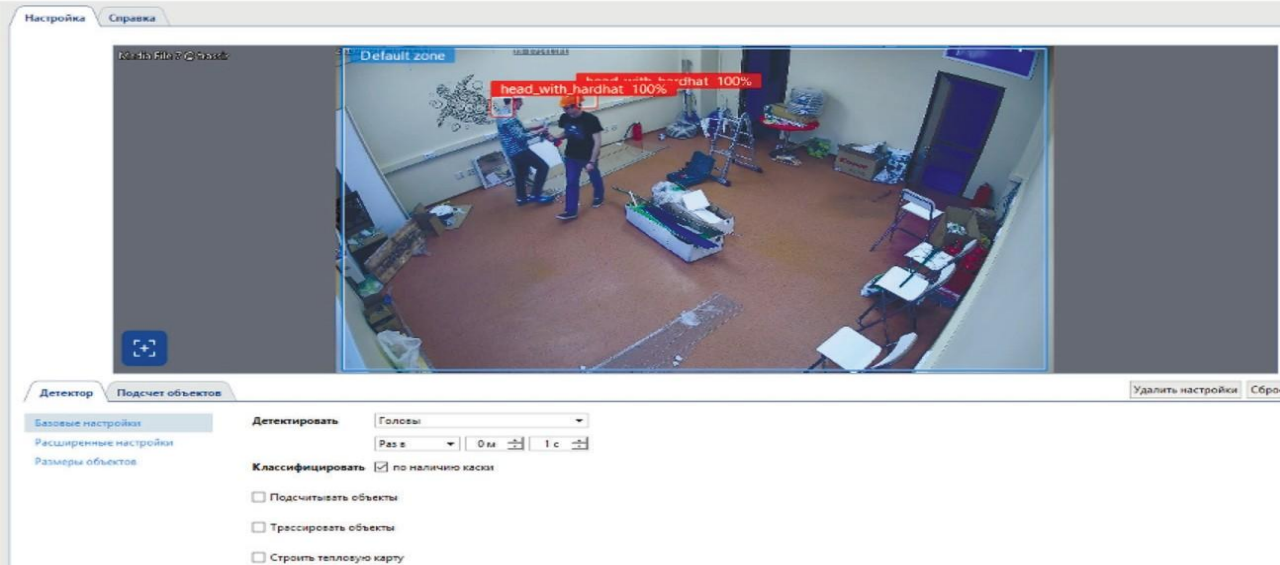 Настройка Справка
Default zone
head_with_hardhat 100%
head_with_hardhat 100%
Детектор Подсчет объектов
Удалить настройки
Базовые настройки
Расширенные настройки
Размеры объектов
Детектировать Головы
Раз в 0 м 1 с
Классифицировать по наличию каски
Подсчитывать объекты
Трассировать объекты
Строить тепловую карту